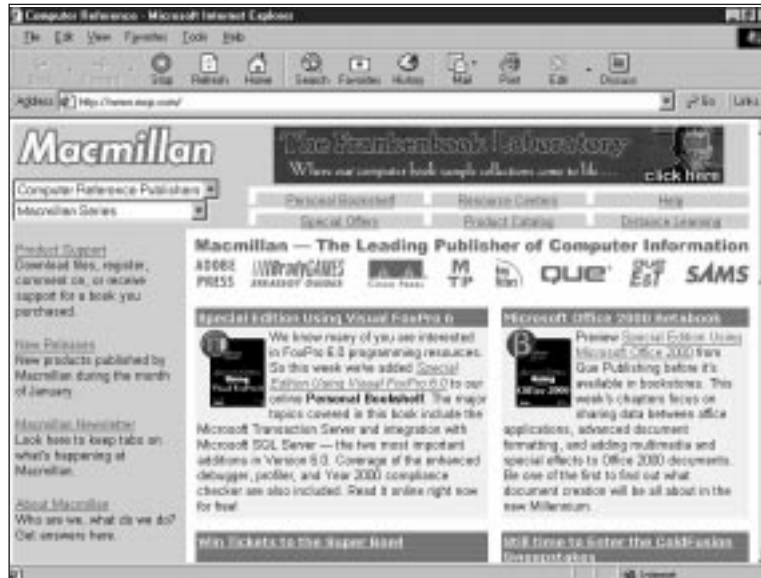 Computer Reference - Microsoft Internet Explorer
File Edit View Favorites Tools Help
Stop Refresh Home Search Favorites History Mail Print Edit Discuss
Address http://www.mcp.com/ Go Links
Macmillan
The Frankenbook Laboratory
Where our computer book sample collections come to life...
click here
Computer Reference Publishers
Macmillan Series
Personal Bookshelf Resource Centers Help
Special Offers Product Catalog Distance Learning
Product Support
Download files, register,
comment on, or receive
support for a book you
purchased.
New Releases
New products published by
Macmillan during the month
of January.
Macmillan Newsletter
Look here to keep tabs on
what's happening at
Macmillan.
About Macmillan
Who are we, what do we do?
Get answers here.
Macmillan — The Leading Publisher of Computer Information
ADOBE PRESS BradyGAMES STRATEGY GUIDES Cisco Press MTP QUE QUE EST SAMS
Special Edition Using Visual FoxPro 6
We know many of you are interested
in FoxPro 6.0 programming resources.
So this week we've added Special
Edition Using Visual FoxPro 6.0 to our
online Personal Bookshelf. The major
topics covered in this book include the
Microsoft Transaction Server and integration with
Microsoft SQL Server — the two most important
additions in Version 6.0. Coverage of the enhanced
debugger, profiler, and Year 2000 compliance
checker are also included. Read it online right now
for free!
Win Tickets to the Super Bowl
Microsoft Office 2000 Betabook
Preview Special Edition Using
Microsoft Office 2000 from
Que Publishing before it's
available in bookstores. This
week's chapters focus on
sharing data between office
applications, advanced document
formatting, and adding multimedia and
special effects to Office 2000 documents.
Be one of the first to find out what
document creation will be all about in the
new Millennium.
Still time to Enter the ColdFusion
Sweepstakes
Internet